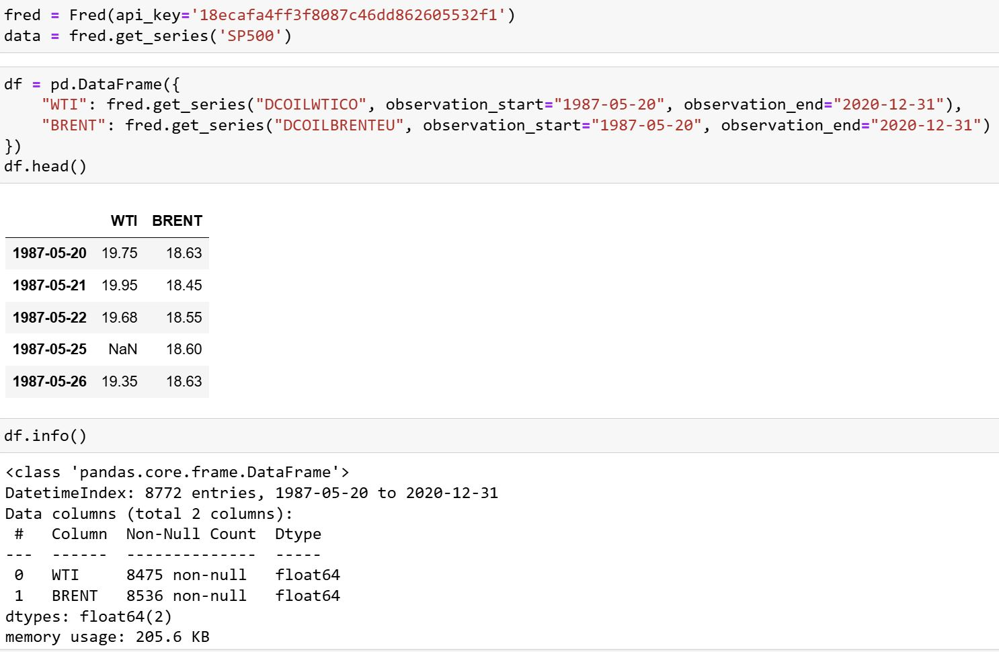 fred = Fred(api_key='18ecafa4ff3f8087c46dd862605532f1')
data = fred.get_series('SP500')
df = pd.DataFrame({
    "WTI": fred.get_series("DCOILWTICO", observation_start="1987-05-20", observation_end="2020-12-31"),
    "BRENT": fred.get_series("DCOILBRENTEU", observation_start="1987-05-20", observation_end="2020-12-31")
})
df.head()
WTI BRENT
1987-05-20 19.75 18.63
1987-05-21 19.95 18.45
1987-05-22 19.68 18.55
1987-05-25 NaN 18.60
1987-05-26 19.35 18.63
df.info()
<class 'pandas.core.frame.DataFrame'>
DatetimeIndex: 8772 entries, 1987-05-20 to 2020-12-31
Data columns (total 2 columns):
 #   Column  Non-Null Count  Dtype
---  ------  --------------  -----
 0   WTI     8475 non-null   float64
 1   BRENT   8536 non-null   float64
dtypes: float64(2)
memory usage: 205.6 KB